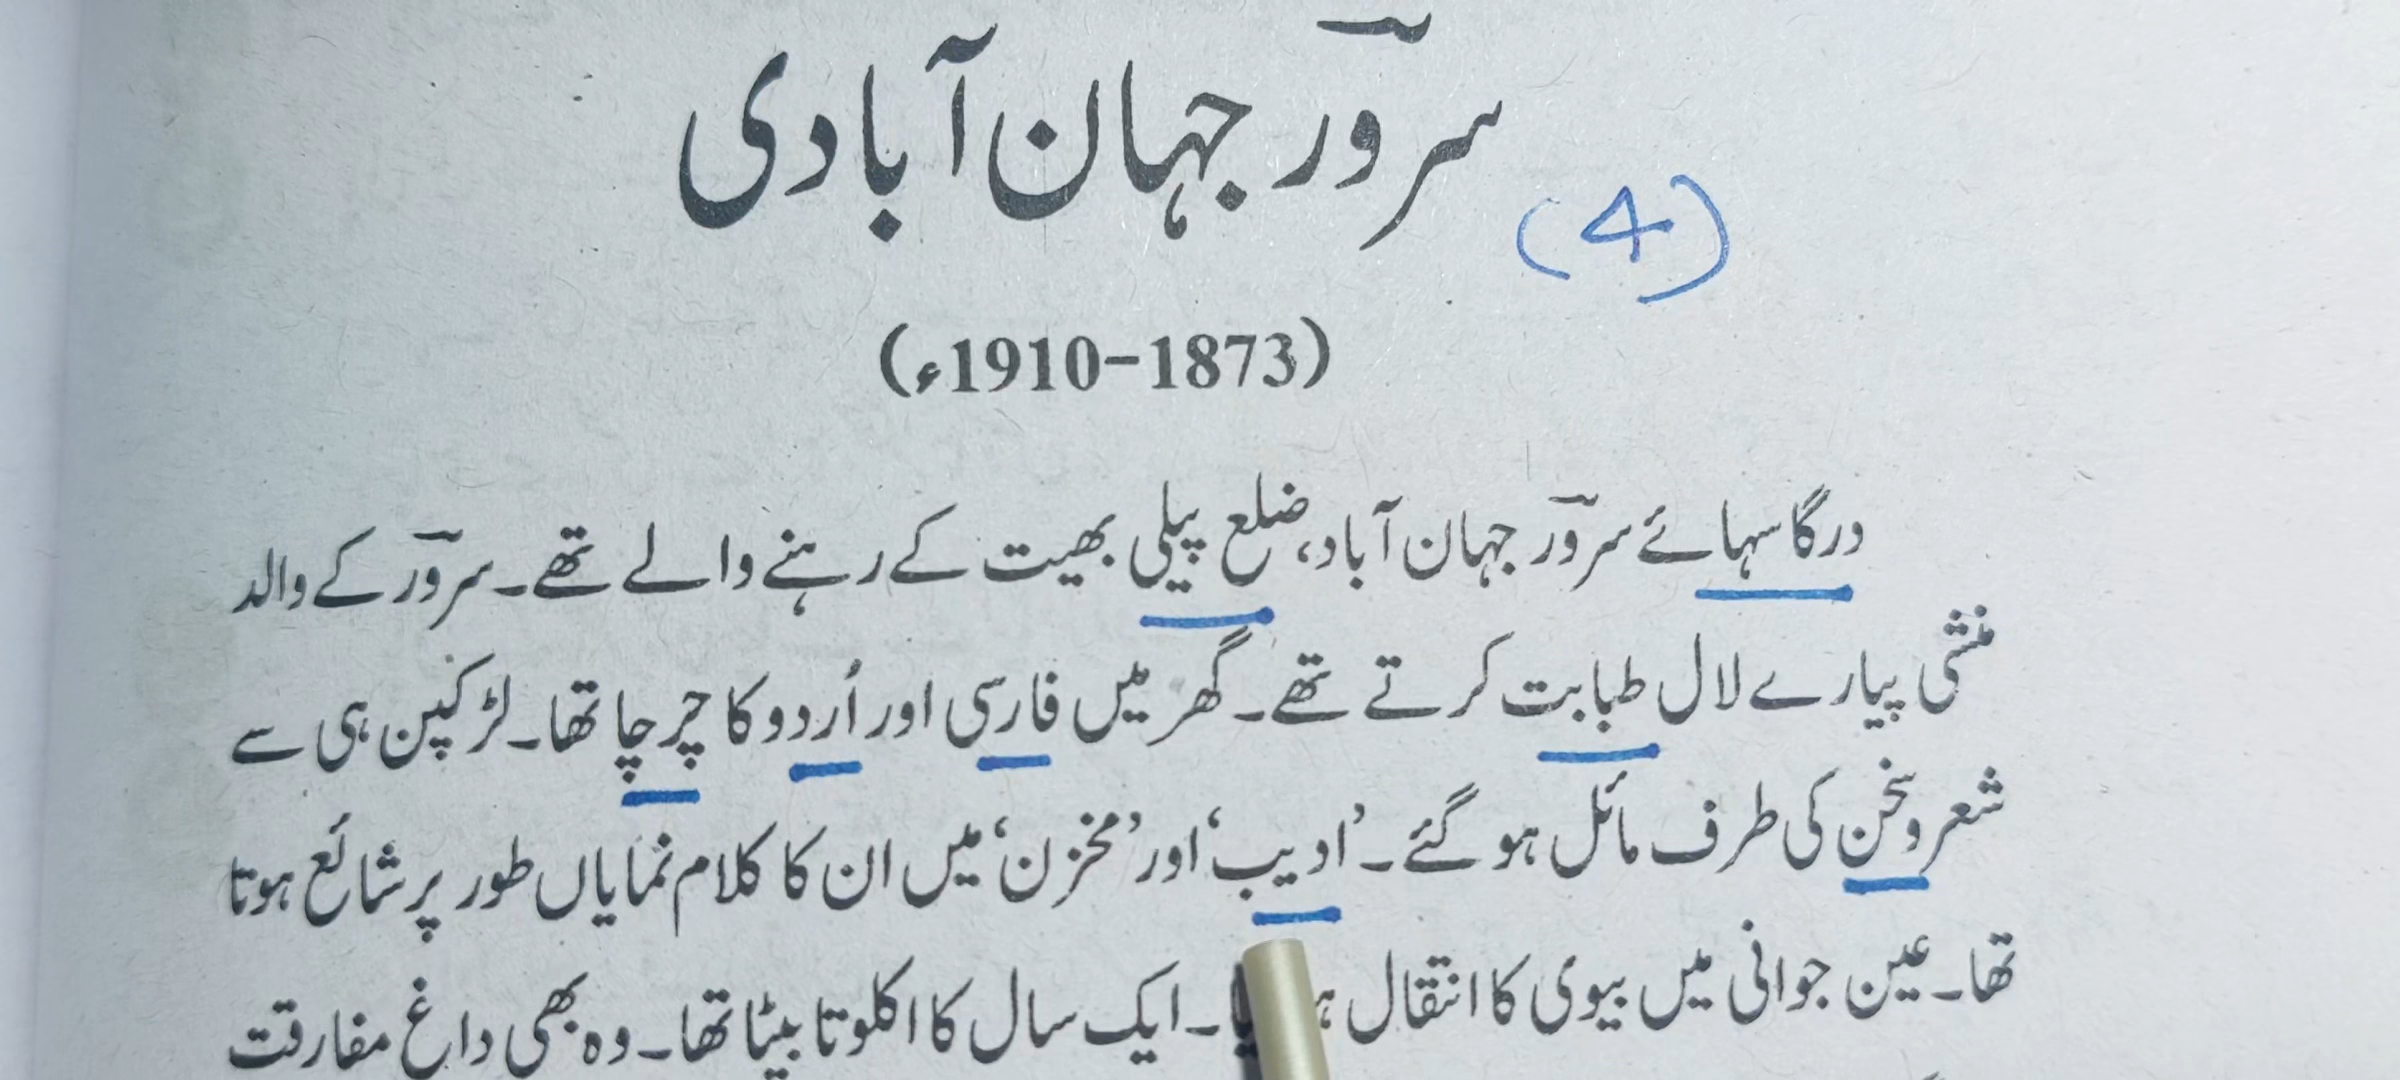 سرورؔ جہان آبادی
(4)
(1873-1910ء)
درگا سہائے سرورؔ جہان آباد، ضلع پیلی بھیت کے رہنے والے تھے۔ سرورؔ کے والد
منشی پیارے لال طبابت کرتے تھے۔ گھر میں فارسی اور اُردو کا چرچا تھا۔ لڑکپن ہی سے
شعر وسخن کی طرف مائل ہو گئے۔ ’ادیب‘ اور ’مخزن‘ میں ان کا کلام نمایاں طور پر شائع ہوتا
تھا۔ عین جوانی میں بیوی کا انتقال ۔ ایک سال کا اکلوتا بیٹا تھا۔ وہ بھی داغ مفارقت